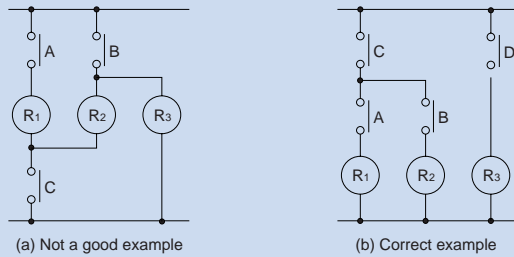 A
B
R1
R2
R3
C
(a) Not a good example
C
D
A
B
R1
R2
R3
(b) Correct example